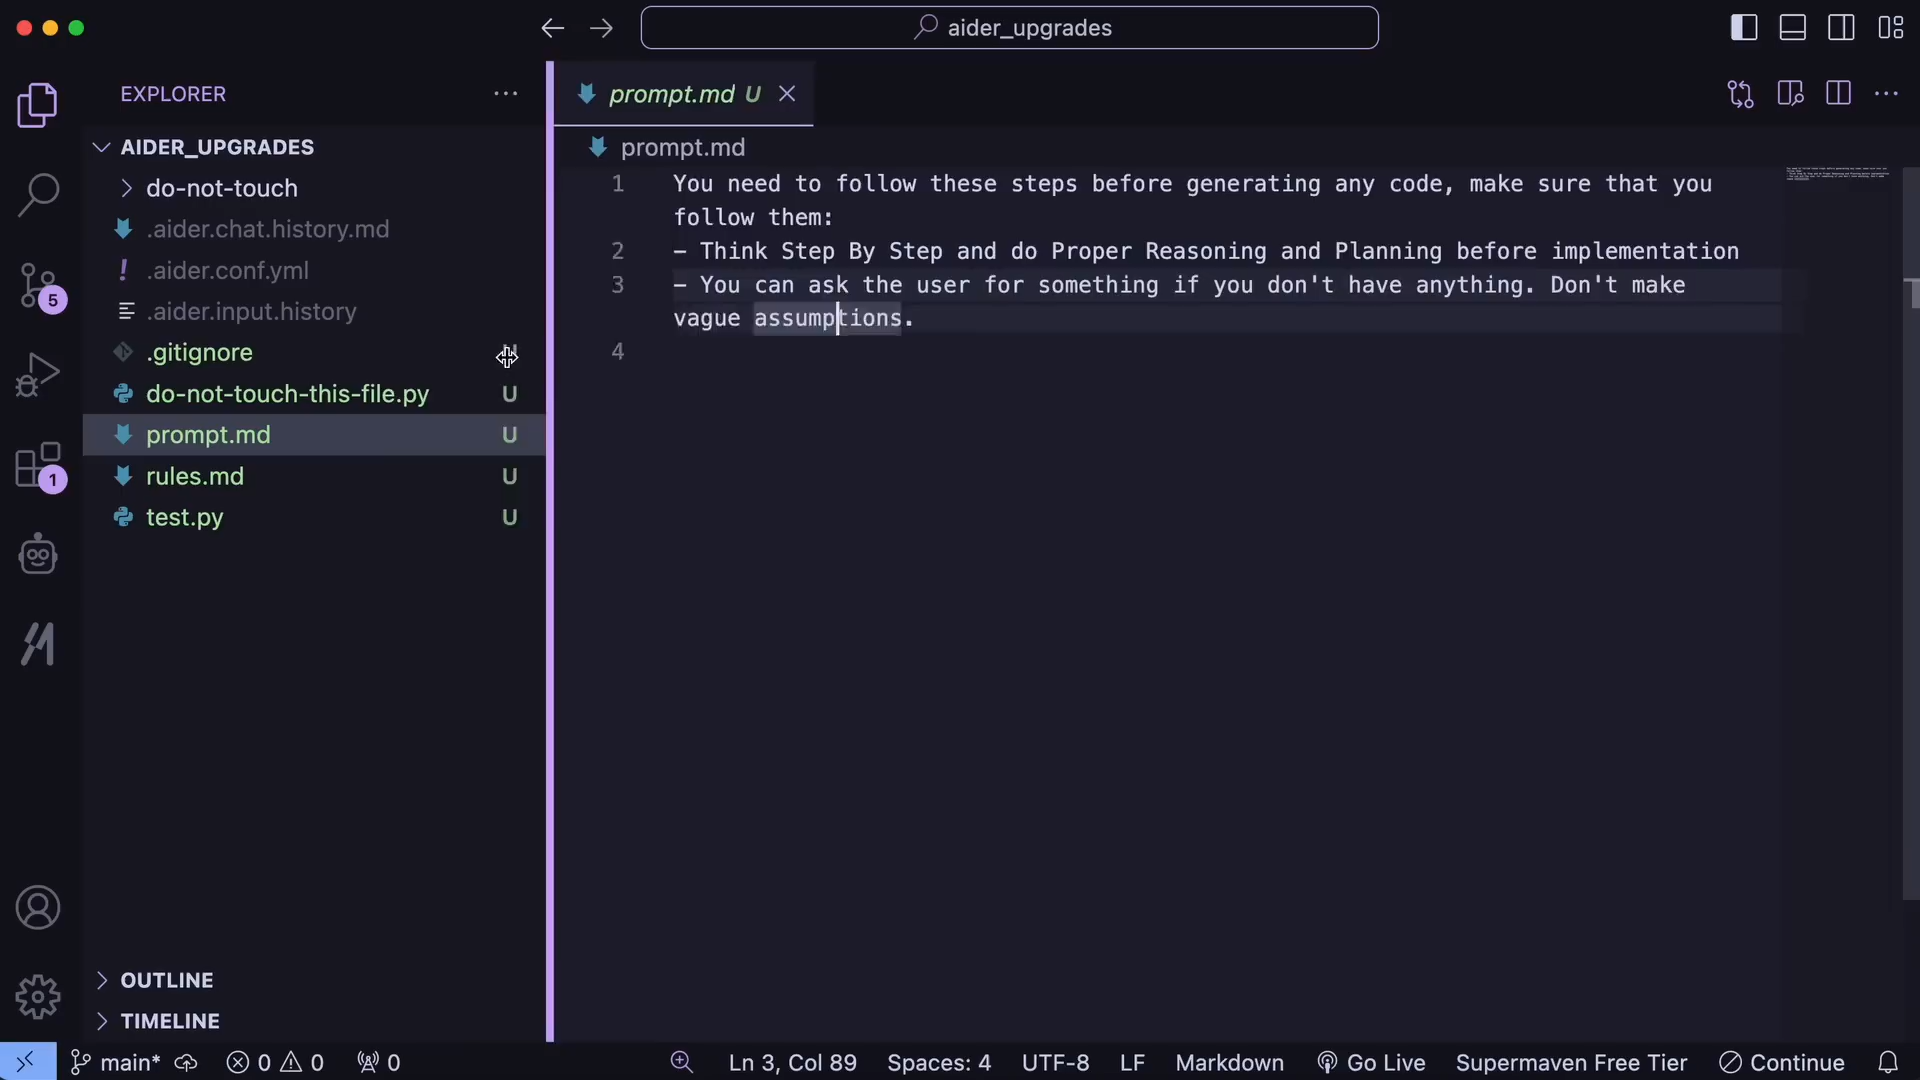 aider_upgrades
EXPLORER
AIDER_UPGRADES
do-not-touch
.aider.chat.history.md
.aider.conf.yml
.aider.input.history
.gitignore
do-not-touch-this-file.py U
prompt.md U
rules.md U
test.py U
5
1
OUTLINE
TIMELINE
prompt.md U
prompt.md
1 You need to follow these steps before generating any code, make sure that you
follow them:
2 - Think Step By Step and do Proper Reasoning and Planning before implementation
3 - You can ask the user for something if you don't have anything. Don't make
vague assumptions.
4
main* 0 0 0 Ln 3, Col 89 Spaces: 4 UTF-8 LF Markdown Go Live Supermaven Free Tier Continue